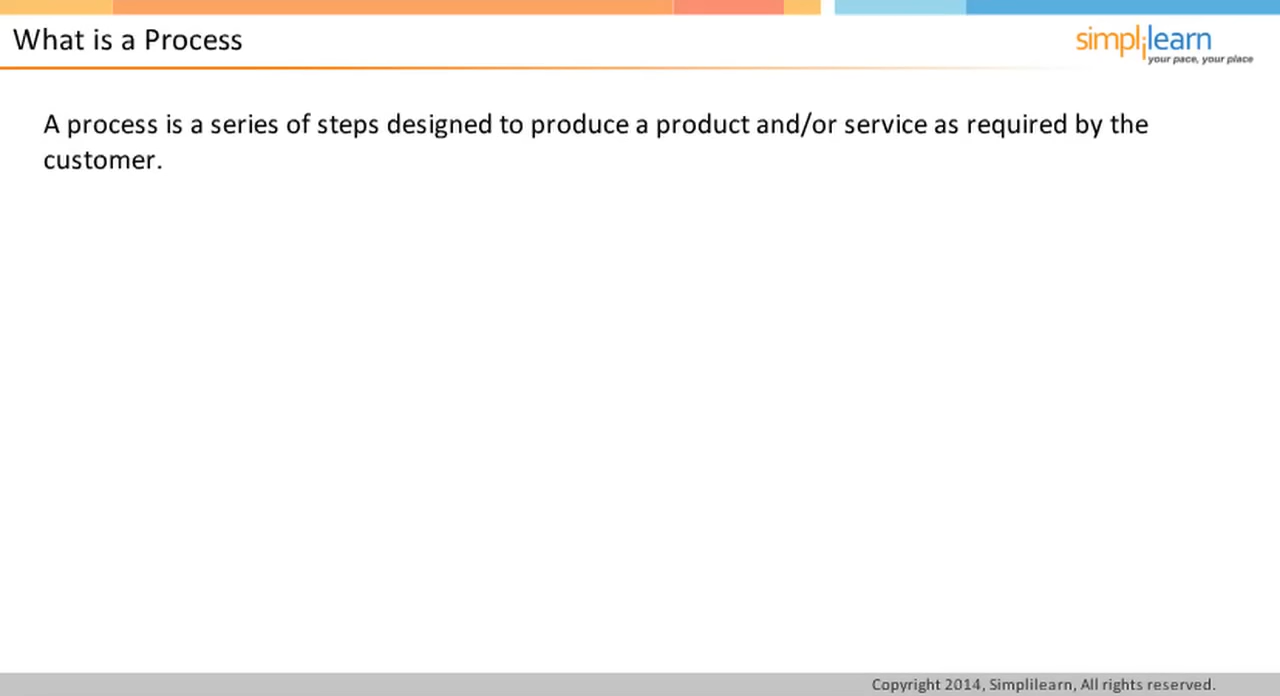 What is a Process
simplilearn
your pace, your place
A process is a series of steps designed to produce a product and/or service as required by the
customer.
Copyright 2014, Simplilearn, All rights reserved.